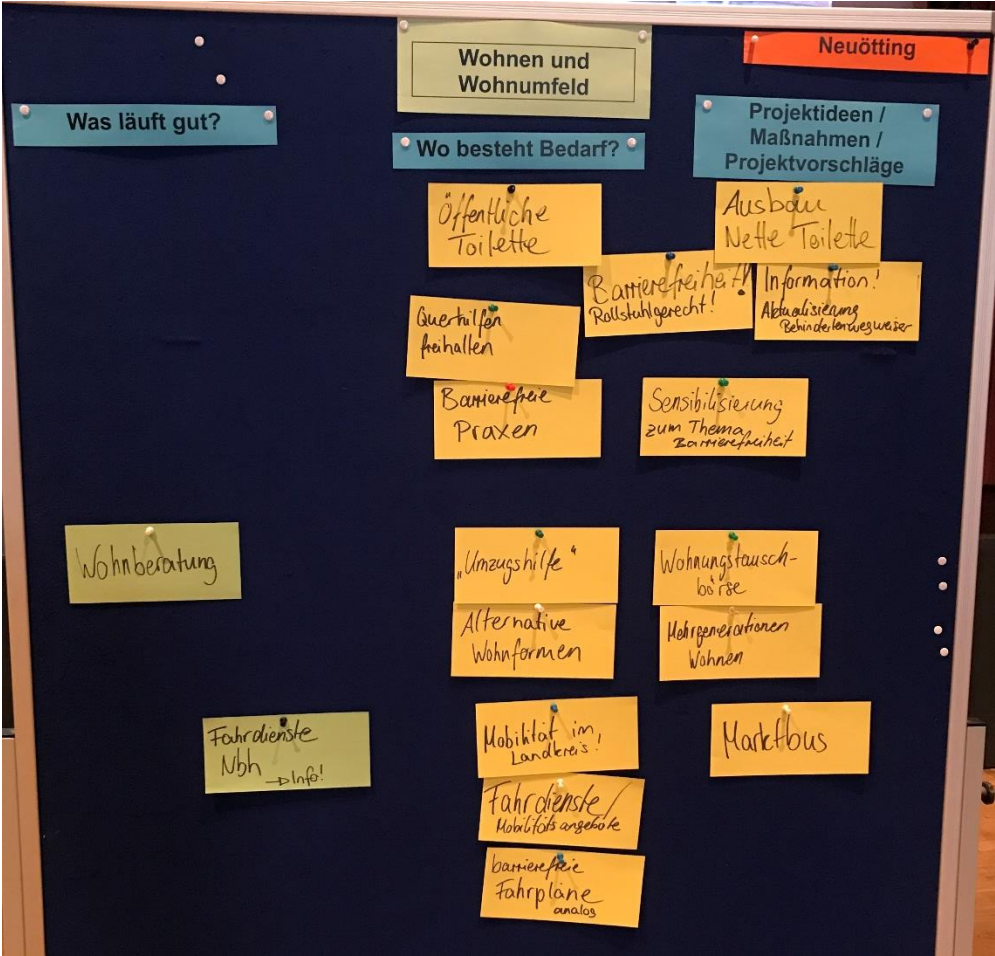 Wohnen und
Wohnumfeld
Neuötting
Was läuft gut?
Wo besteht Bedarf?
Projektideen /
Maßnahmen /
Projektvorschläge
Öffentliche
Toilette
Ausbau
Nette Toilette
Barrierefreiheit!
Rollstuhlgerecht!
Information!
Aktualisierung
Behindertenwegweiser
Querhilfen
freihalten
Barrierefreie
Praxen
Sensibilisierung
zum Thema
Barrierefreiheit
Wohnberatung
„Umzugshilfe“
Wohnungstausch-
börse
Alternative
Wohnformen
Mehrgenerationen
Wohnen
Fahrdienste
Nbh
→ Info!
Mobilität im
Landkreis!
Marktbus
Fahrdienste/
Mobilitätsangebote
barrierefreie
Fahrpläne
analog